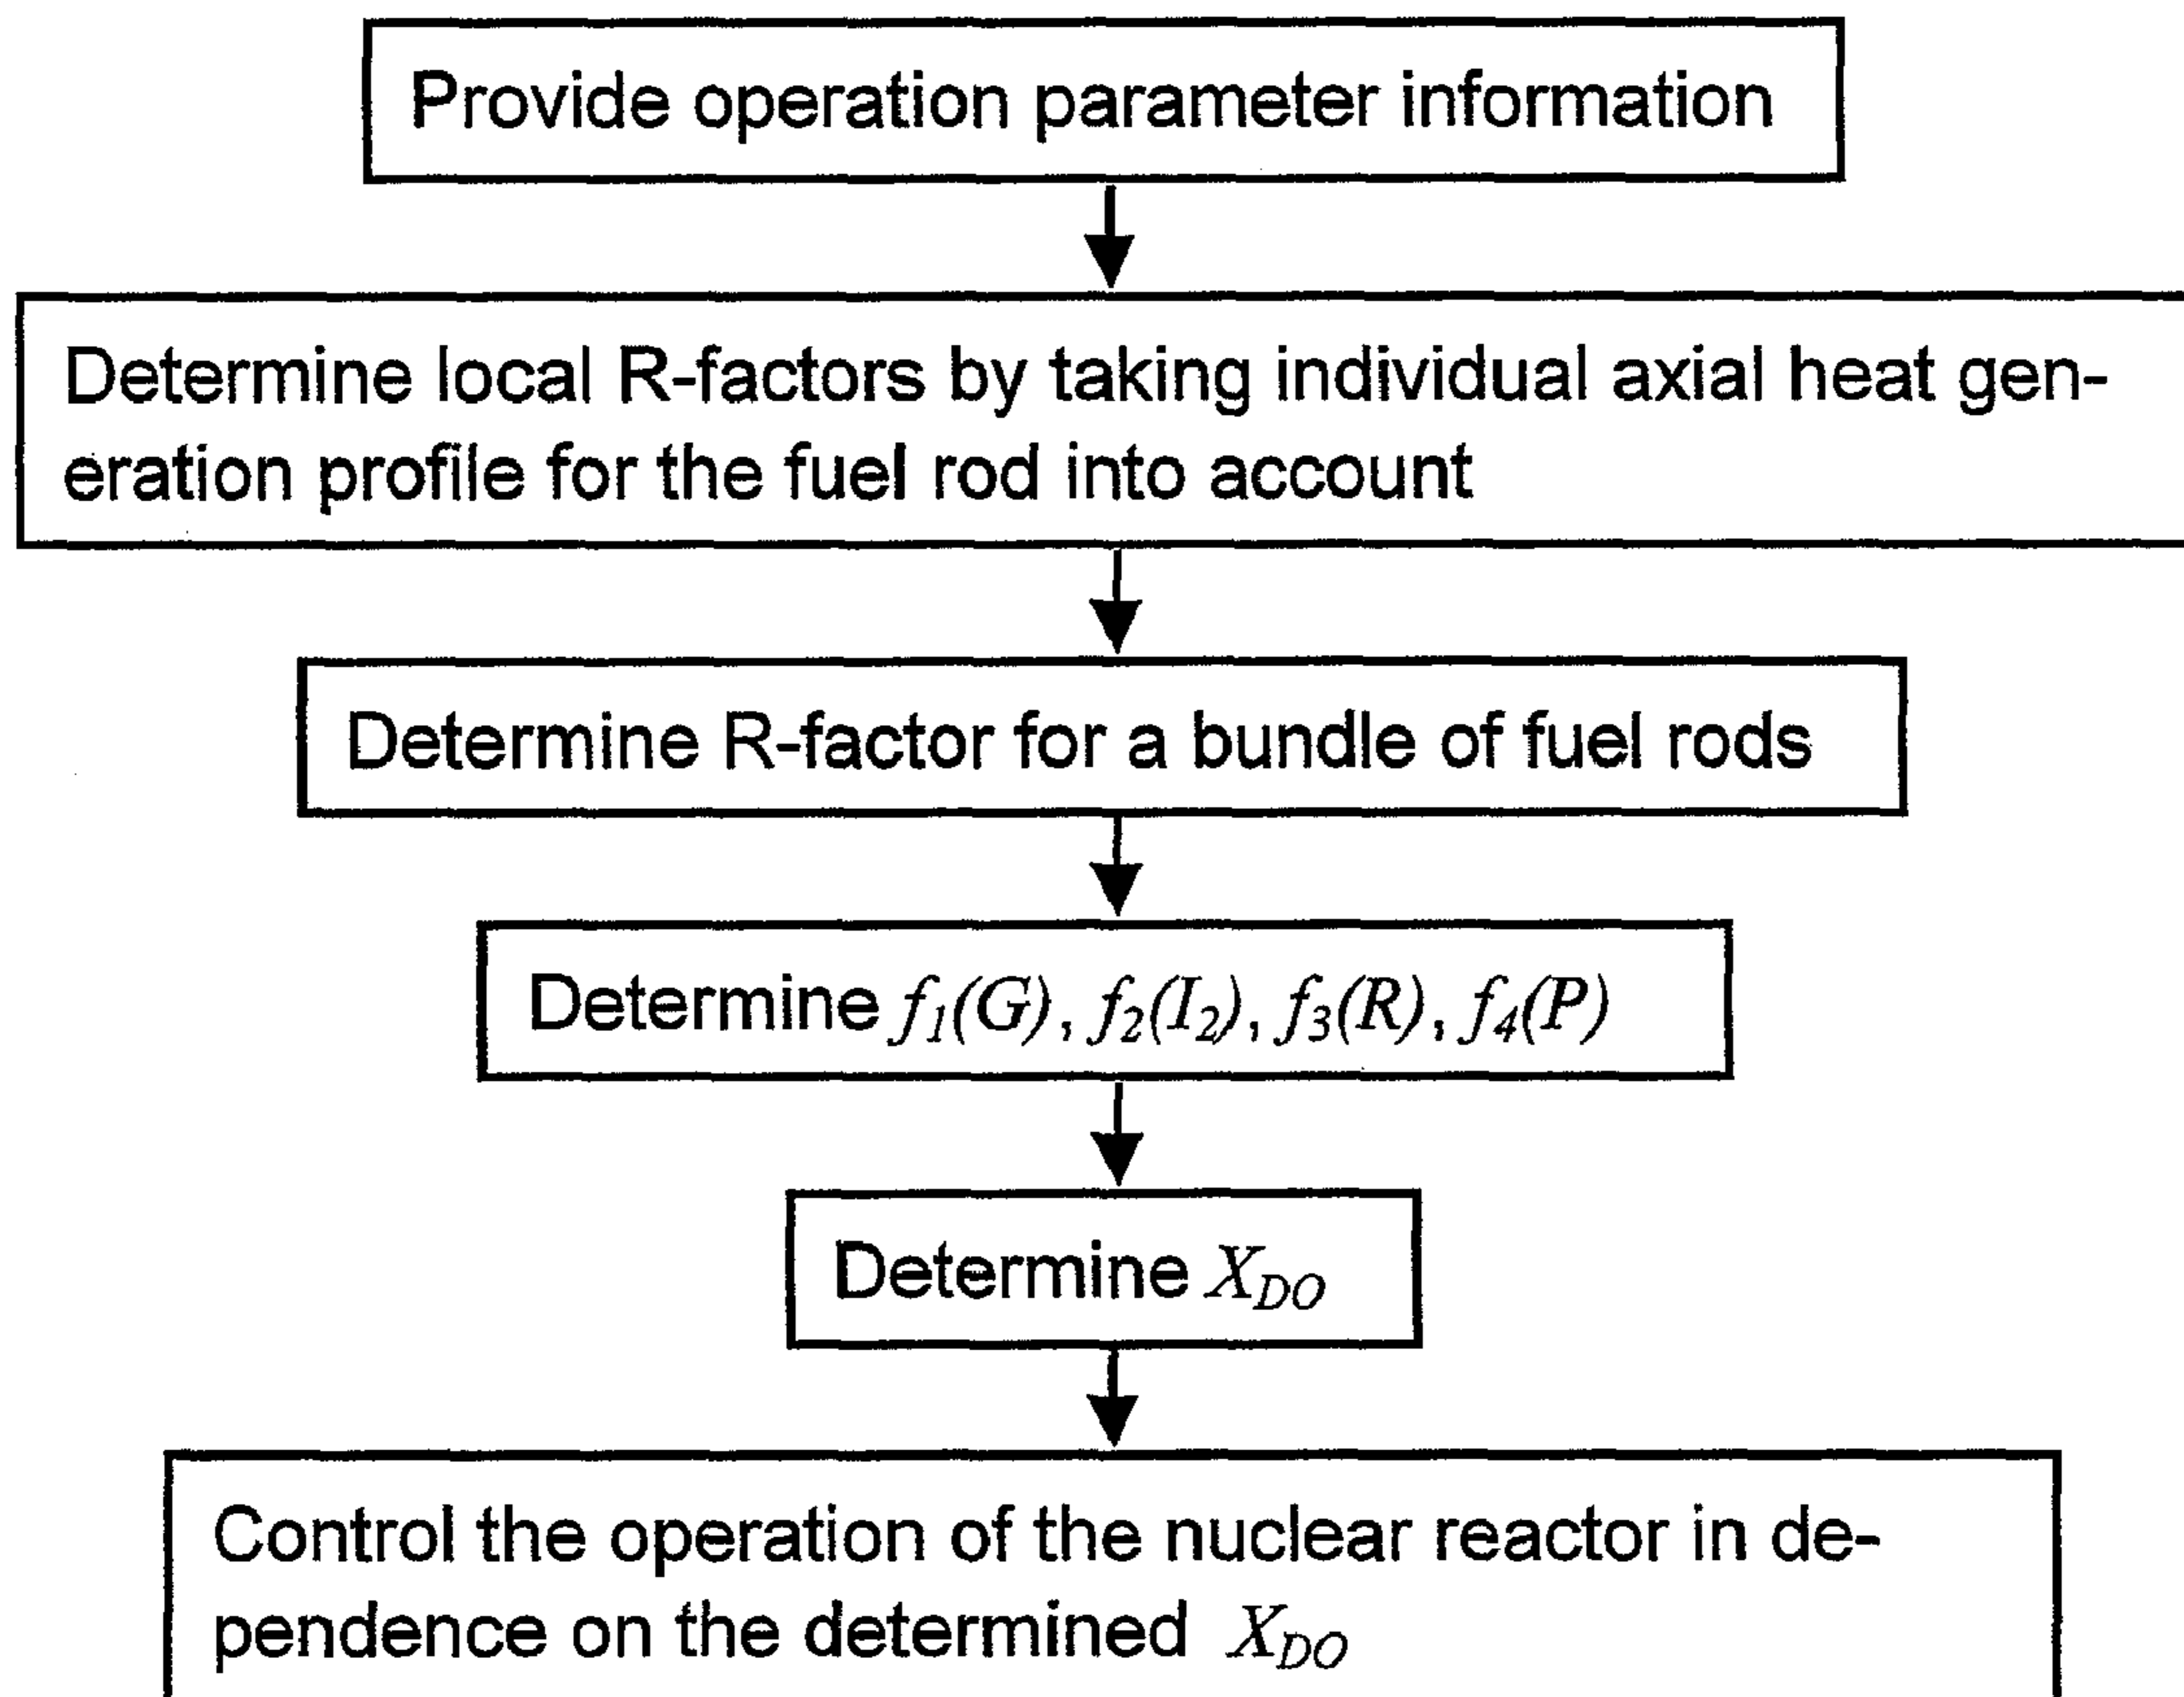 Provide operation parameter information
Determine local R-factors by taking individual axial heat gen-
eration profile for the fuel rod into account
Determine R-factor for a bundle of fuel rods
Determine f₁(G), f₂(I₂), f₃(R), f₄(P)
Determine X_DO
Control the operation of the nuclear reactor in de-
pendence on the determined X_DO